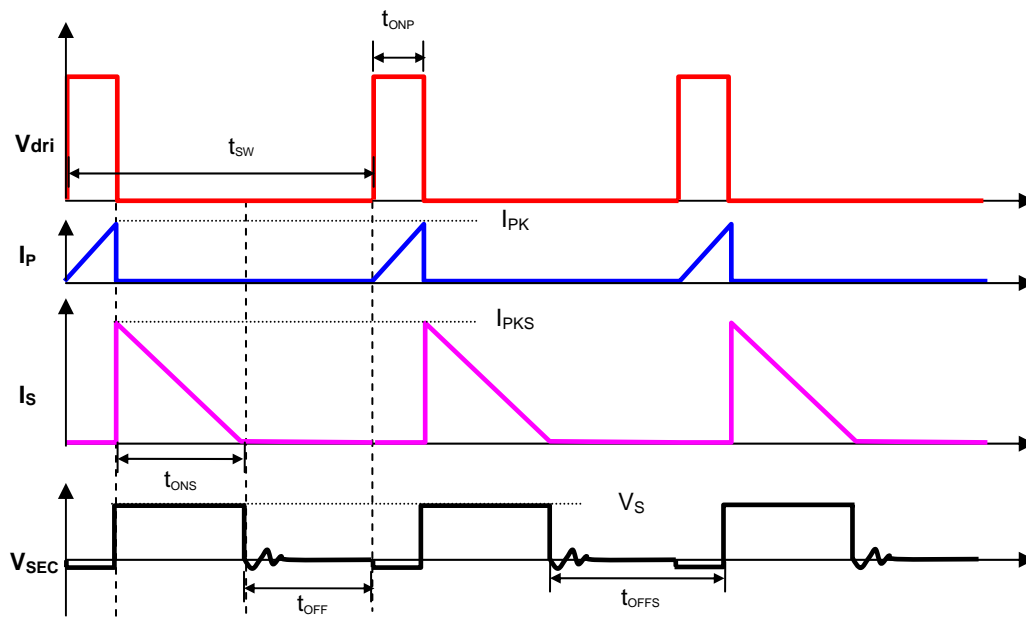 tONP
Vdri
tSW
IPK
IP
IPKS
IS
tONS
VS
VSEC
tOFF
tOFFS